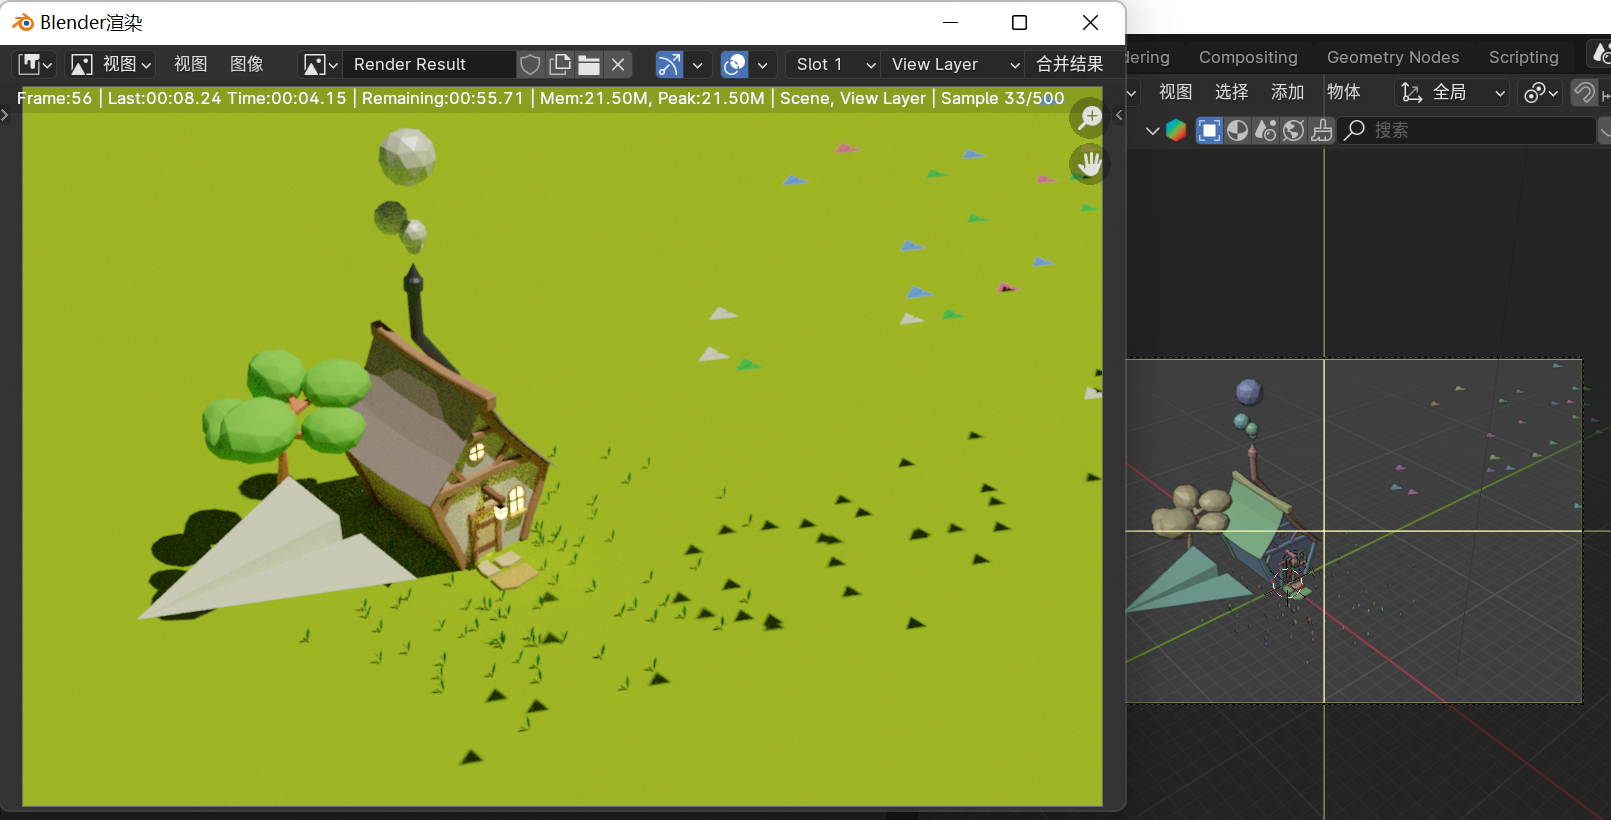 Blender渲染
视图 视图 图像 Render Result Slot 1 View Layer 合并结果
Frame:56 | Last:00:08.24 Time:00:04.15 | Remaining:00:55.71 | Mem:21.50M, Peak:21.50M | Scene, View Layer | Sample 33/500
Compositing Geometry Nodes Scripting
视图 选择 添加 物体 全局
搜索